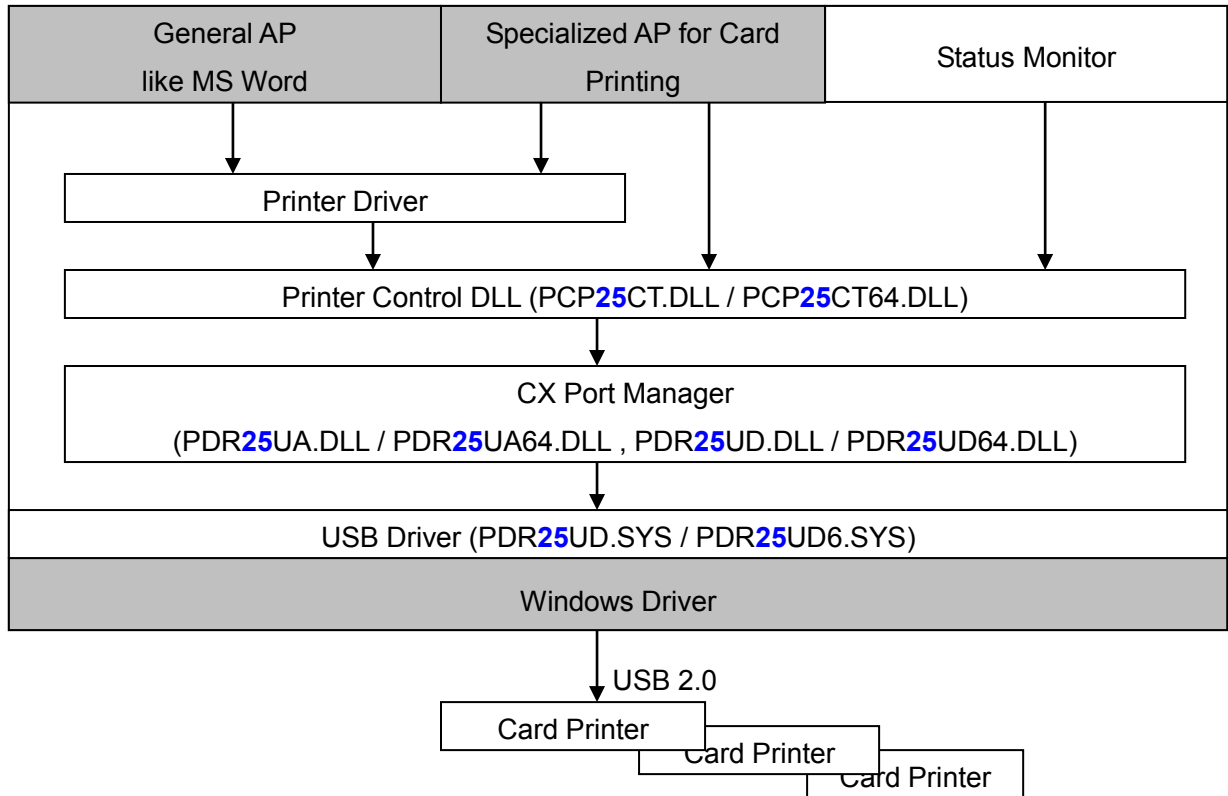 General AP
like MS Word
Specialized AP for Card
Printing
Status Monitor
Printer Driver
Printer Control DLL (PCP25CT.DLL / PCP25CT64.DLL)
CX Port Manager
(PDR25UA.DLL / PDR25UA64.DLL , PDR25UD.DLL / PDR25UD64.DLL)
USB Driver (PDR25UD.SYS / PDR25UD6.SYS)
Windows Driver
USB 2.0
Card Printer
Card Printer
Card Printer